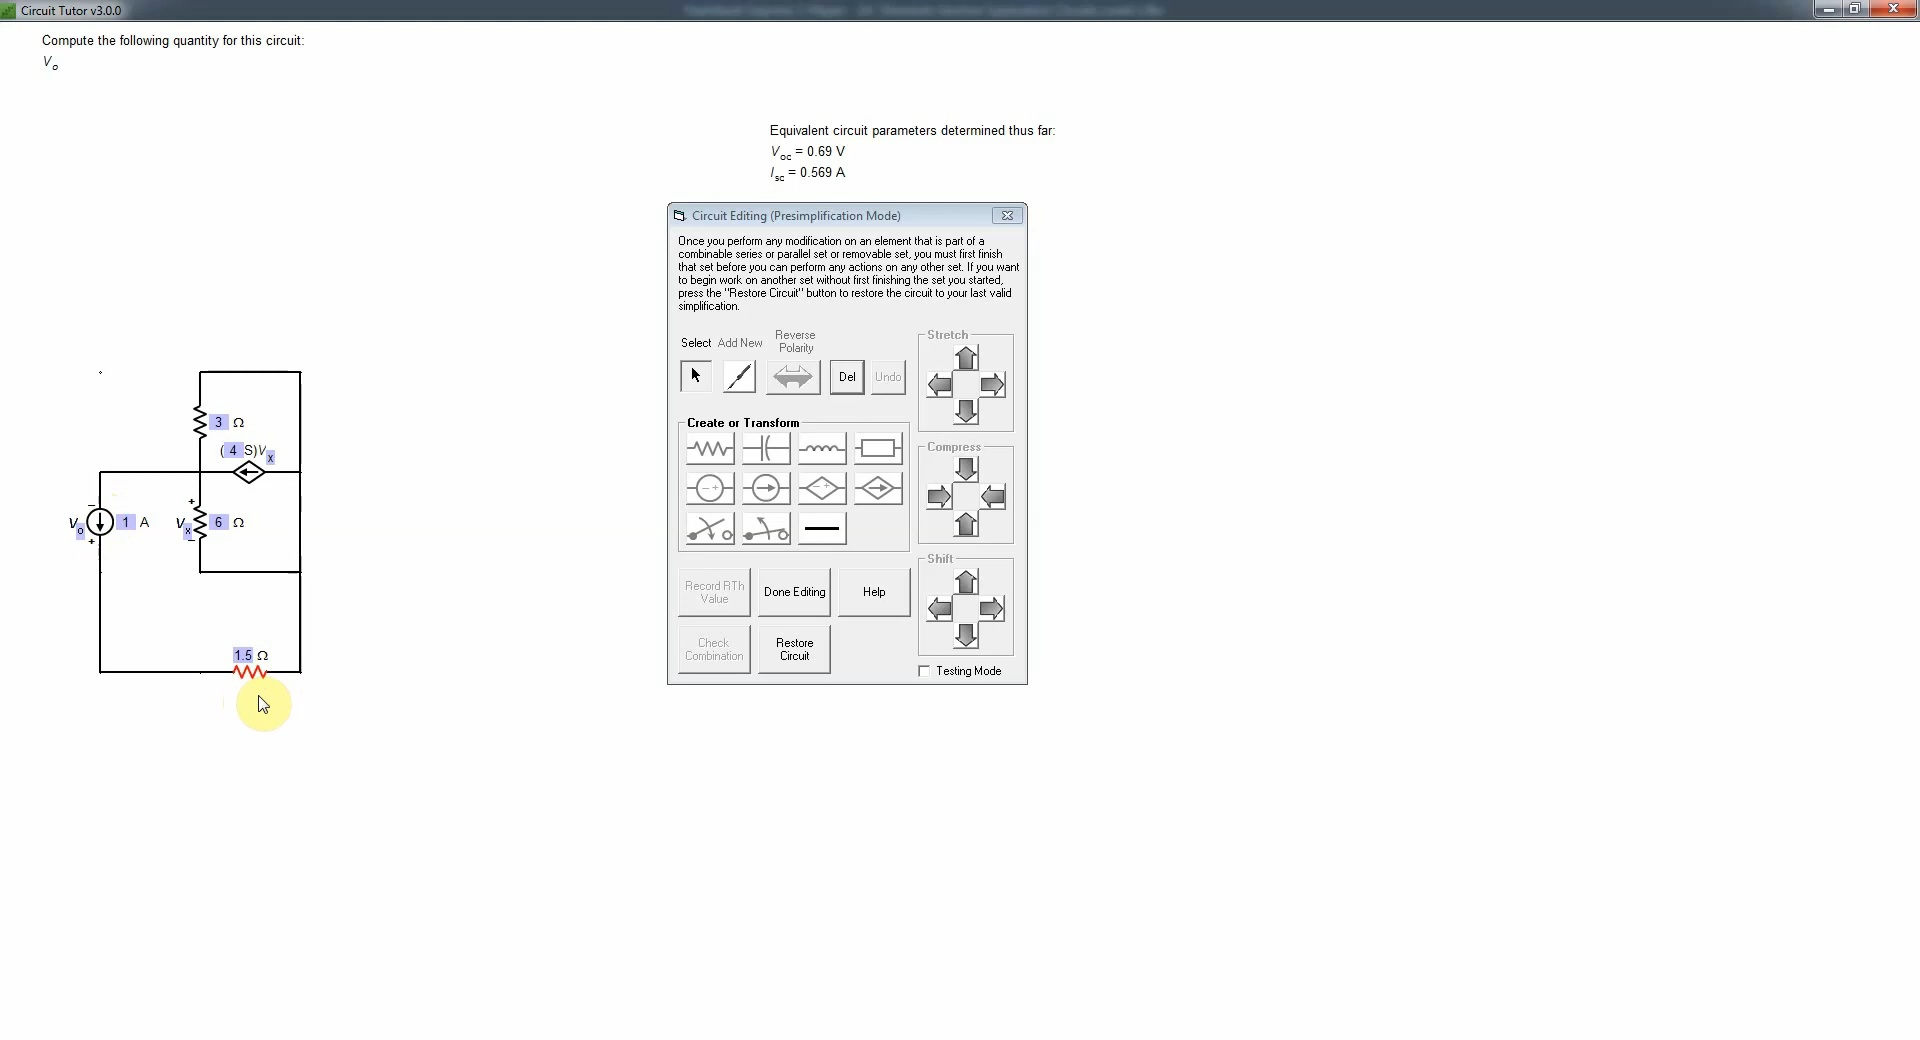 Circuit Tutor v3.0.0
Compute the following quantity for this circuit:
Vo
Equivalent circuit parameters determined thus far:
Voc = 0.69 V
Isc = 0.569 A
Circuit Editing (Presimplification Mode)
Once you perform any modification on an element that is part of a
combinable series or parallel set or removable set, you must first finish
that set before you can perform any actions on any other set. If you want
to begin work on another set without first finishing the set you started,
press the "Restore Circuit" button to restore the circuit to your last valid
simplification.
Select Add New Reverse
Polarity
Del Undo
Stretch
Create or Transform
Compress
Shift
Record RTh
Value
Done Editing
Help
Check
Combination
Restore
Circuit
Testing Mode
3 Ω
(4 S)Vx
Vo 1 A
Vx 6 Ω
1.5 Ω